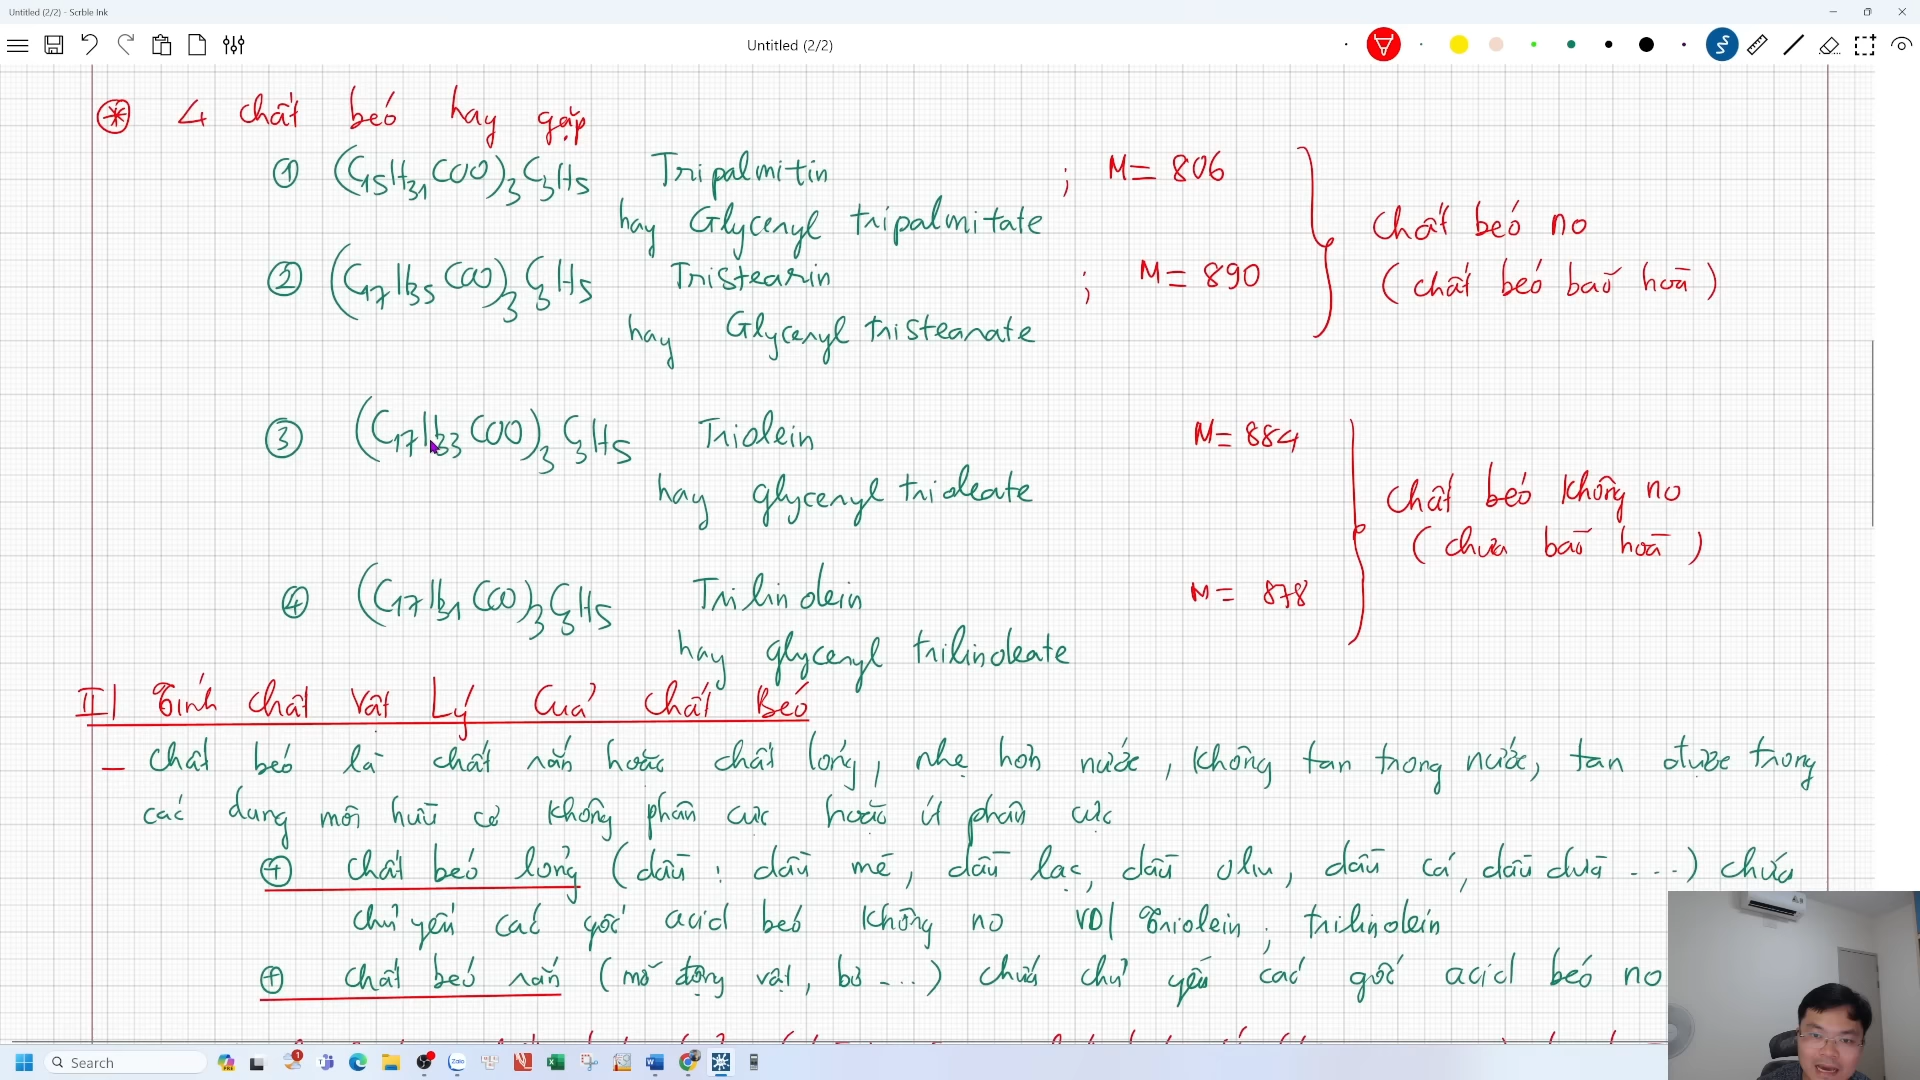 Untitled (2/2) - Scrble Ink
Untitled (2/2)
* 4 chất béo hay gặp
① (C15H31COO)3C3H5 Tripalmitin ; M = 806
hay Glyceryl tripalmitate
② (C17H35COO)3C3H5 Tristearin ; M = 890
hay Glyceryl tristearate
Chất béo no
(chất béo bão hoà)
③ (C17H33COO)3C3H5 Triolein M = 884
hay glyceryl trioleate
④ (C17H31COO)3C3H5 Trilinolein M = 878
hay glyceryl trilinoleate
Chất béo không no
(chưa bão hoà)
II| Tính chất Vật Lý Của Chất Béo
- chất béo là chất rắn hoặc chất lỏng, nhẹ hơn nước, không tan trong nước, tan được trong
các dung môi hữu cơ không phân cực hoặc ít phân cực
+ chất béo lỏng (dầu: dầu mè, dầu lạc, dầu oliu, dầu cá, dầu dừa ....) chứa
chủ yếu các gốc acid béo không no VD| Triolein; trilinolein
+ chất béo rắn (mỡ động vật, bơ ...) chứa chủ yếu các gốc acid béo no
Search